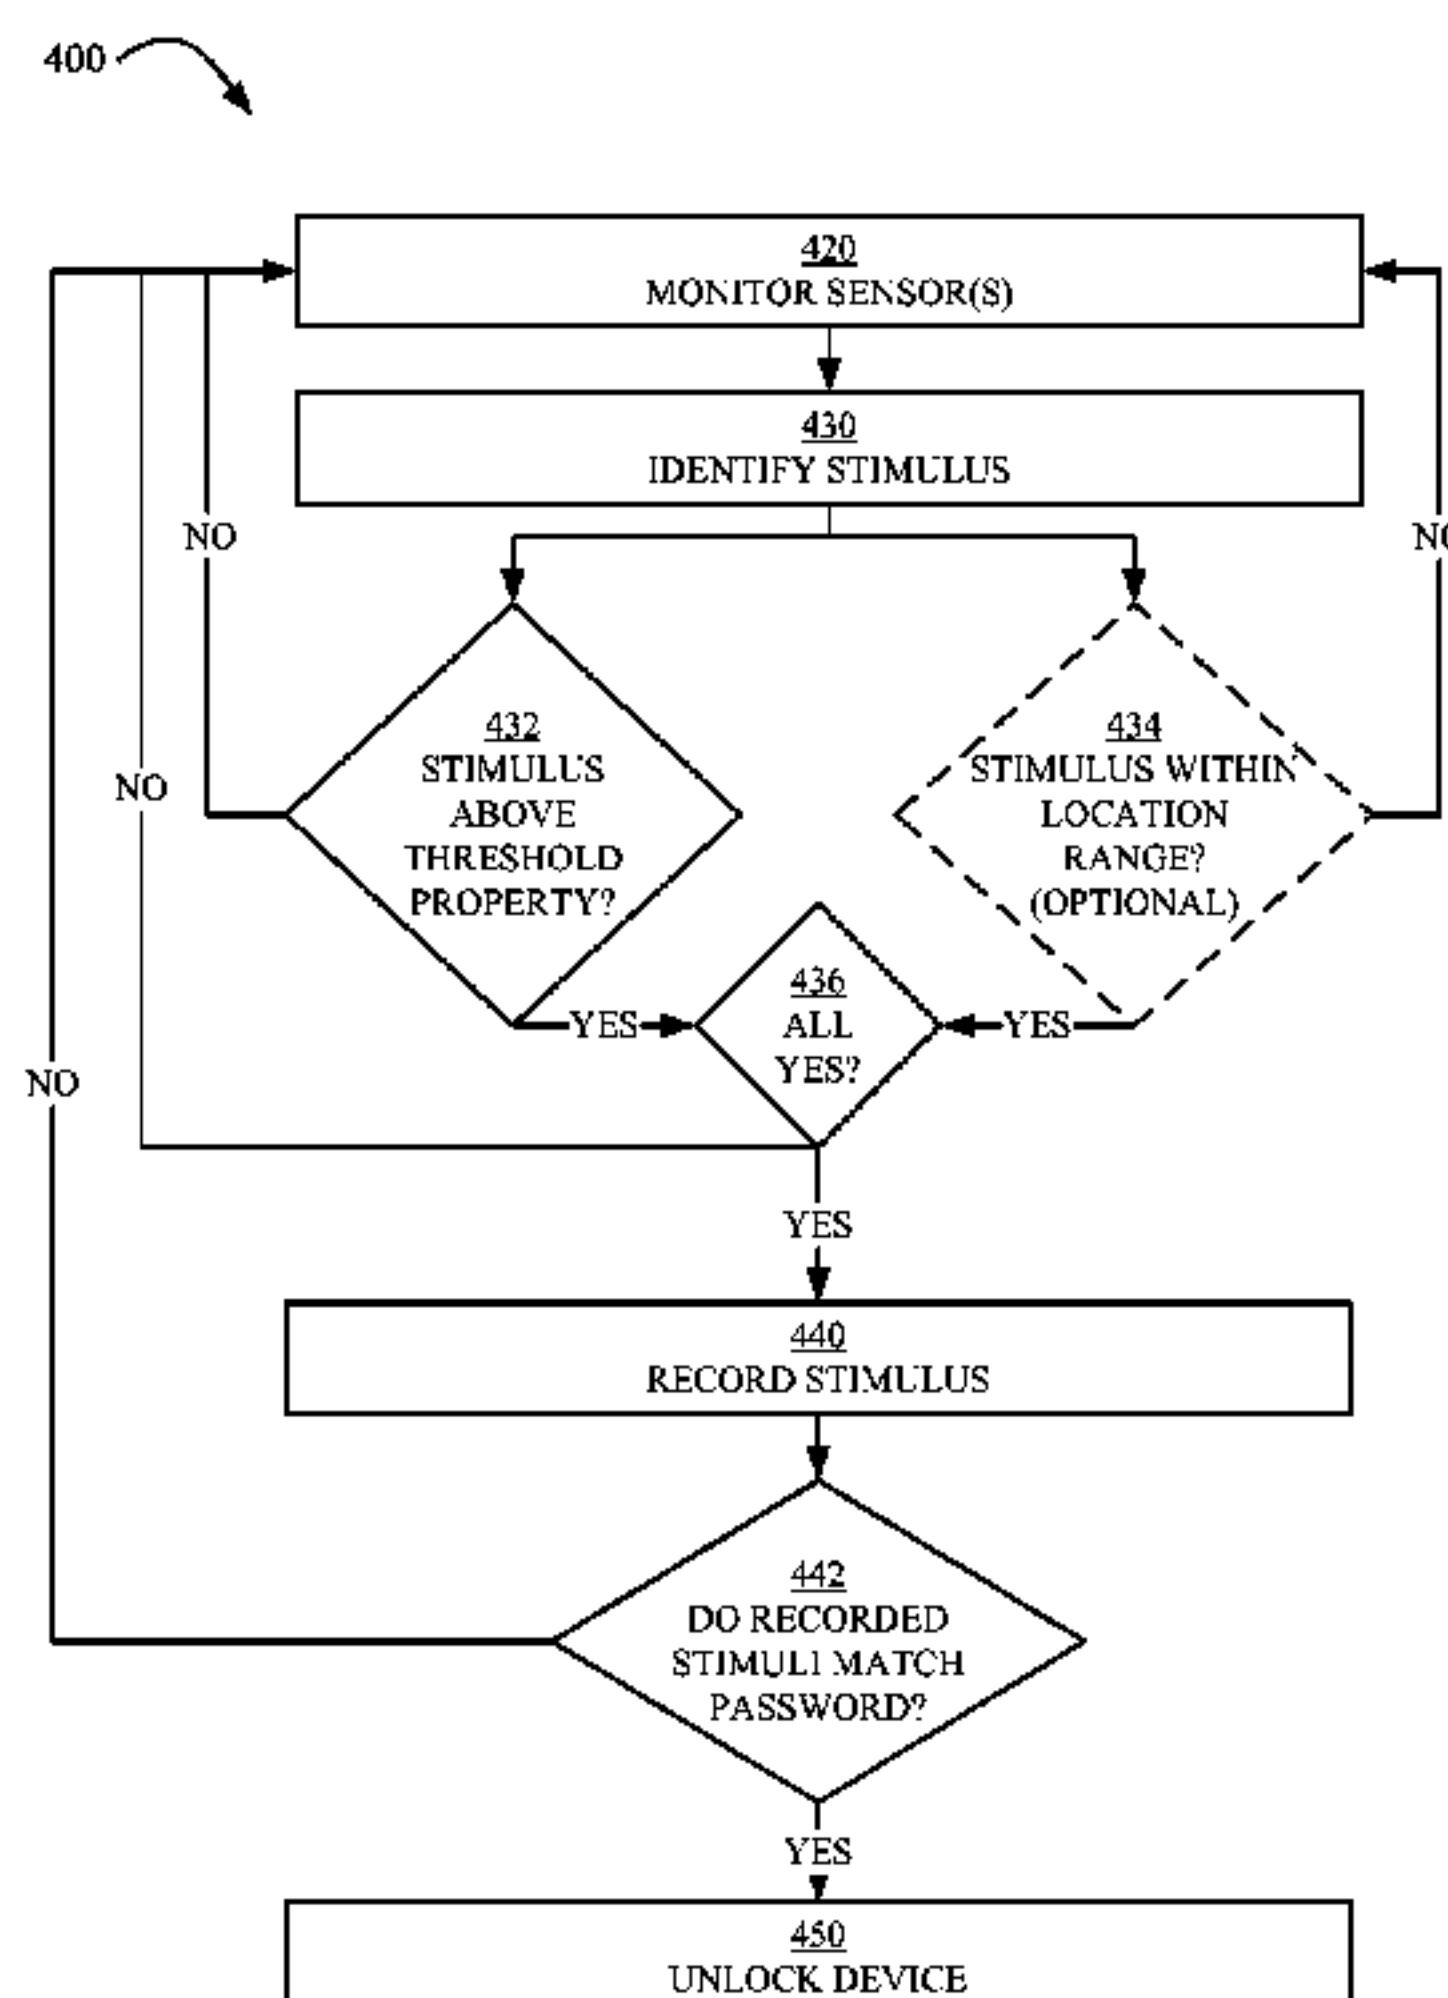 400
420
MONITOR SENSOR(S)
430
IDENTIFY STIMULUS
NO
NO
432
STIMULUS
ABOVE
THRESHOLD
PROPERTY?
434
STIMULUS WITHIN
LOCATION
RANGE?
(OPTIONAL)
NO
436
ALL
YES?
YES
YES
NO
YES
440
RECORD STIMULUS
442
DO RECORDED
STIMULI MATCH
PASSWORD?
YES
450
UNLOCK DEVICE